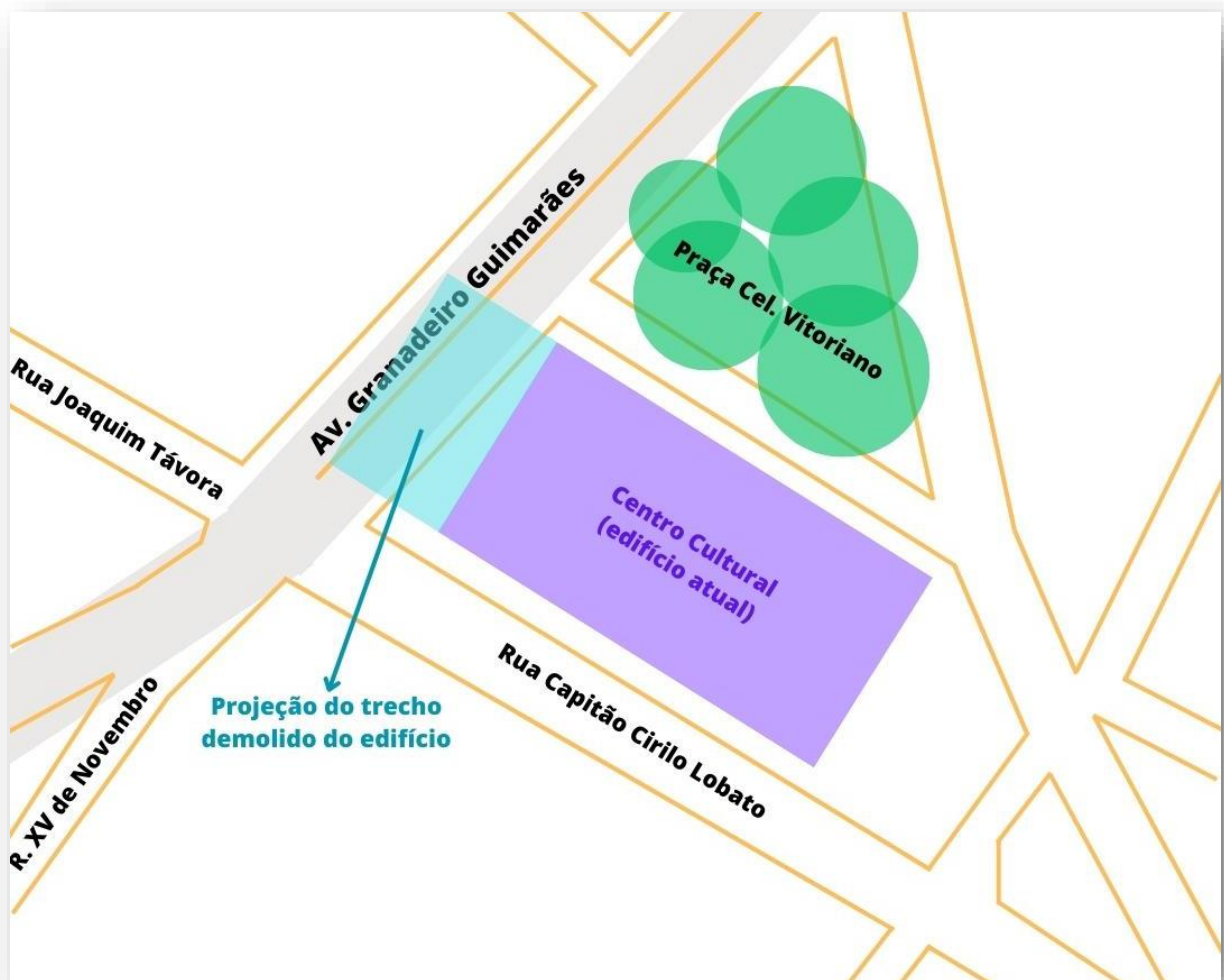 Av. Granadeiro Guimarães
Praça Cel. Vitoriano
Rua Joaquim Távora
Centro Cultural
(edifício atual)
Rua Capitão Cirilo Lobato
Projeção do trecho
demolido do edifício
R. XV de Novembro